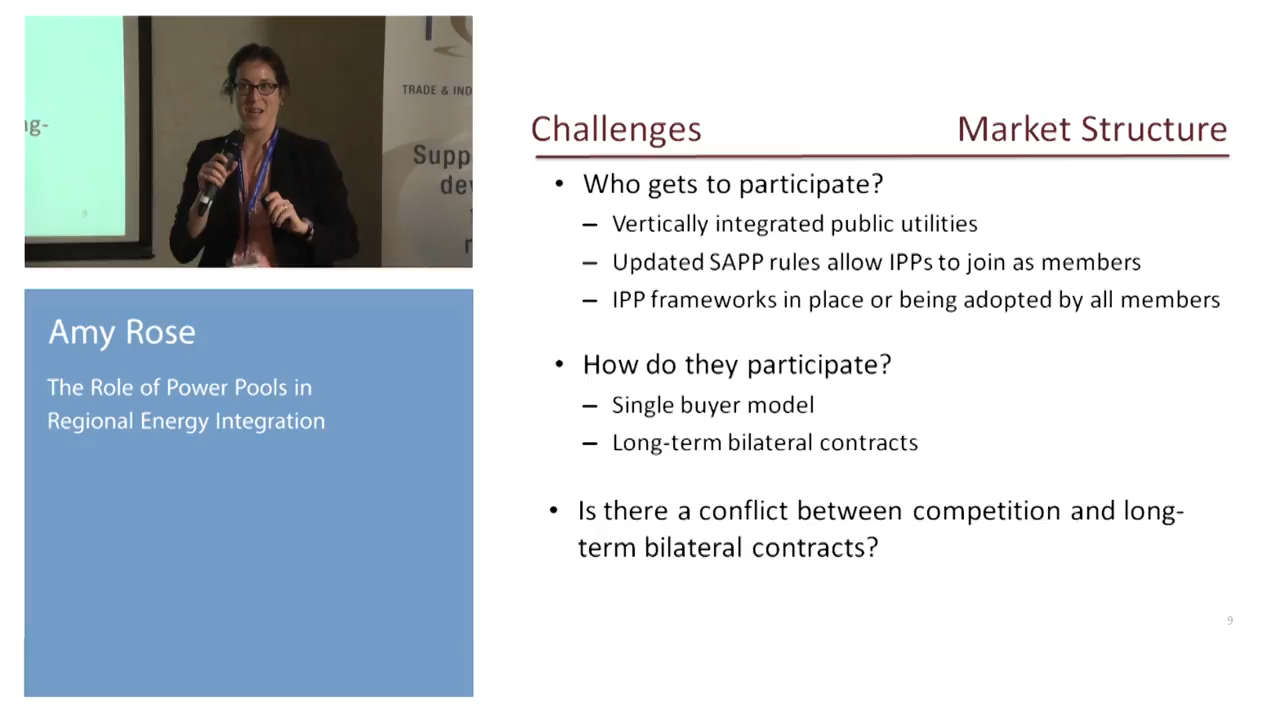 ng-
9
TRADE & IND
Supp
de
Amy Rose
The Role of Power Pools in
Regional Energy Integration
Challenges Market Structure
• Who gets to participate?
– Vertically integrated public utilities
– Updated SAPP rules allow IPPs to join as members
– IPP frameworks in place or being adopted by all members
• How do they participate?
– Single buyer model
– Long-term bilateral contracts
• Is there a conflict between competition and long-
term bilateral contracts?
9